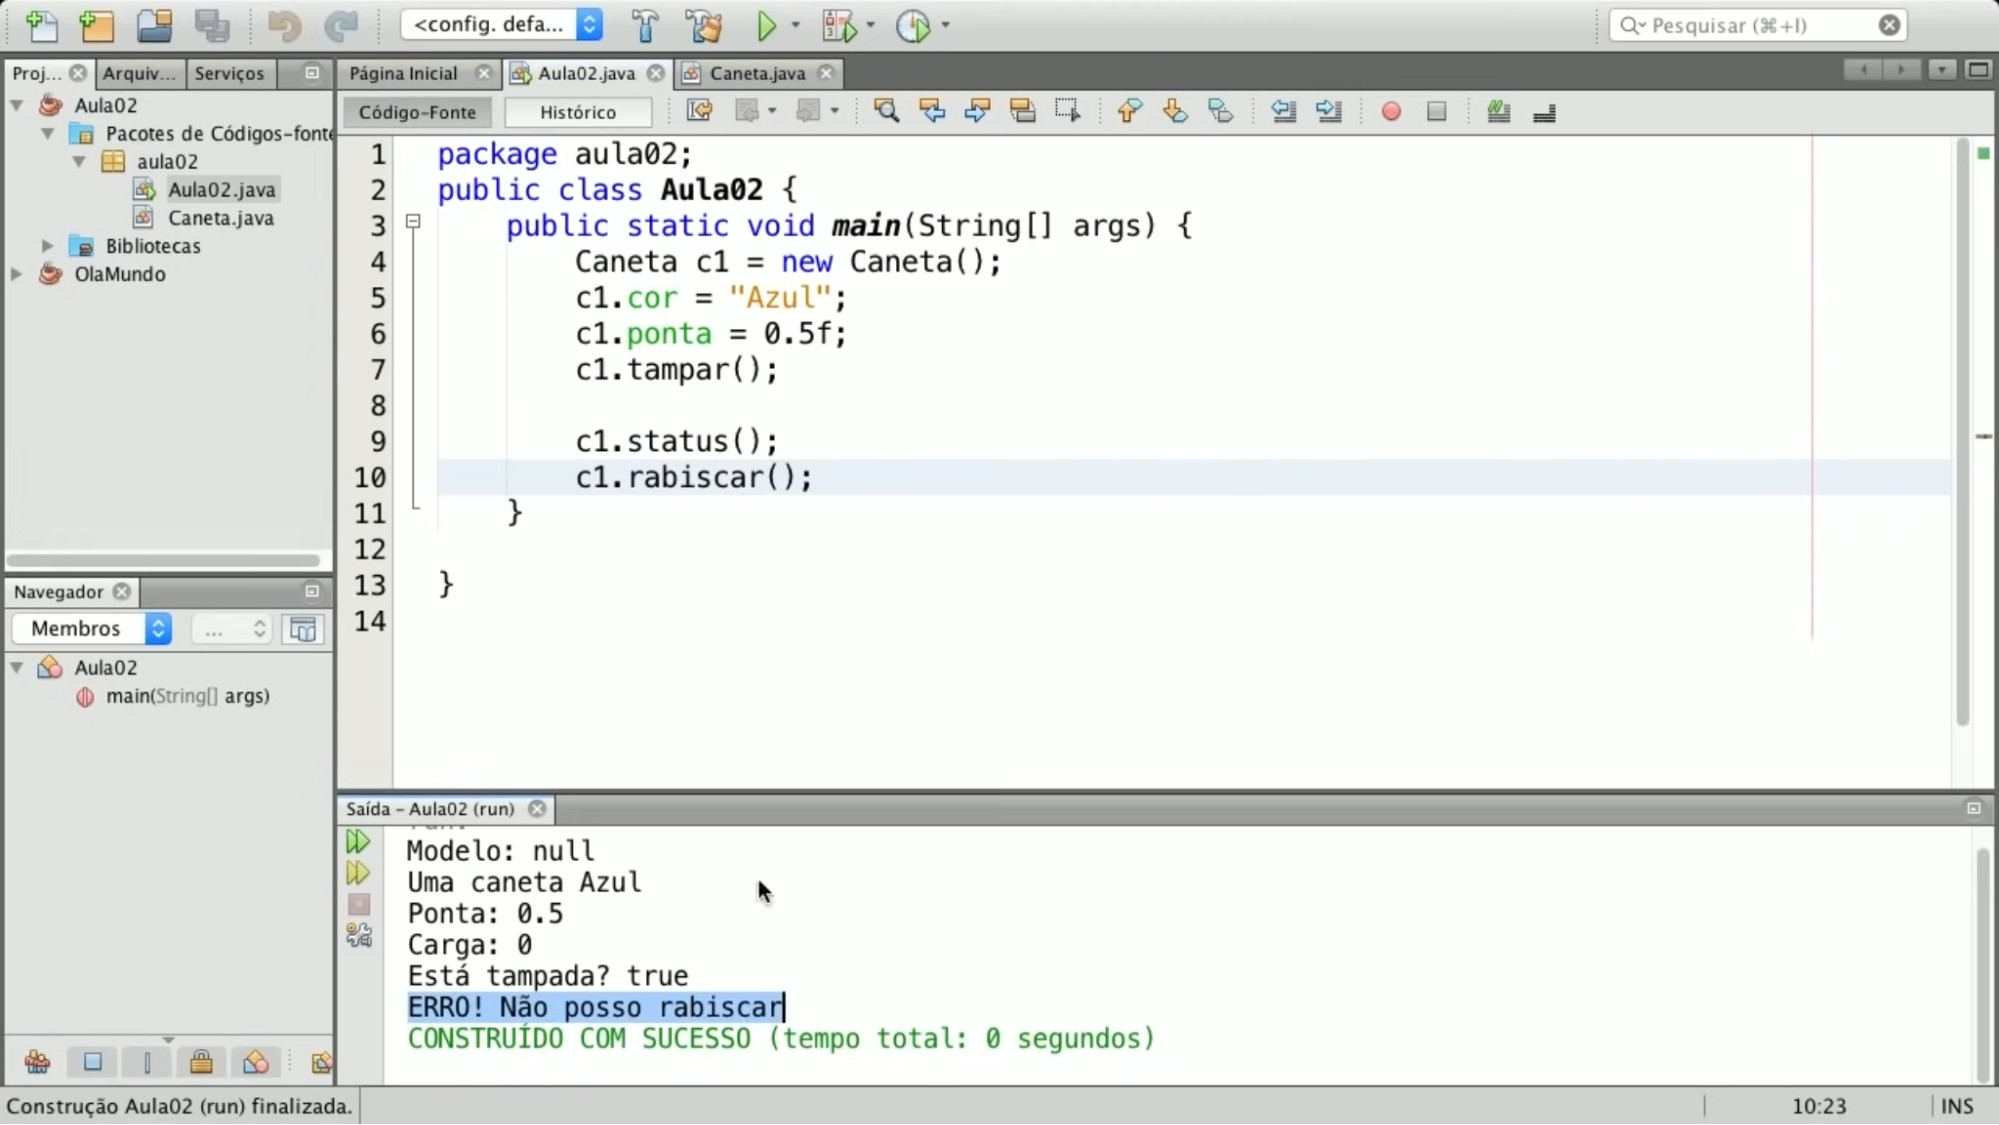 <config. defa...
Pesquisar (⌘+I)
Proj...
Arquiv...
Serviços
Página Inicial
Aula02.java
Caneta.java
Código-Fonte
Histórico
Aula02
Pacotes de Códigos-fonte
aula02
Aula02.java
Caneta.java
Bibliotecas
OlaMundo
1 package aula02;
2 public class Aula02 {
3 public static void main(String[] args) {
4 Caneta c1 = new Caneta();
5 c1.cor = "Azul";
6 c1.ponta = 0.5f;
7 c1.tampar();
8
9 c1.status();
10 c1.rabiscar();
11 }
12
13 }
14
Navegador
Membros
...
Aula02
main(String[] args)
Saída - Aula02 (run)
Modelo: null
Uma caneta Azul
Ponta: 0.5
Carga: 0
Está tampada? true
ERRO! Não posso rabiscar
CONSTRUÍDO COM SUCESSO (tempo total: 0 segundos)
Construção Aula02 (run) finalizada.
10:23
INS